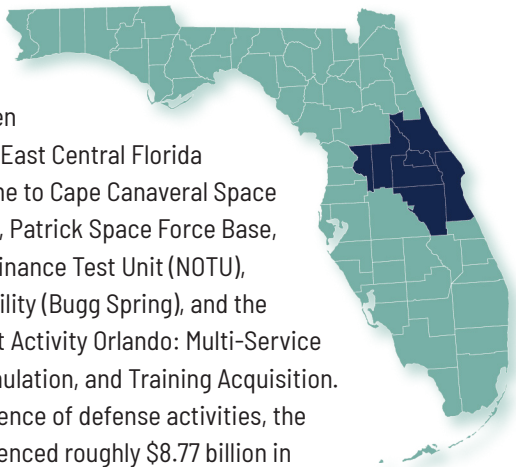 en
East Central Florida
ne to Cape Canaveral Space
, Patrick Space Force Base,
inance Test Unit (NOTU),
ility (Bugg Spring), and the
t Activity Orlando: Multi-Service
ulation, and Training Acquisition.
ence of defense activities, the
enced roughly $8.77 billion in